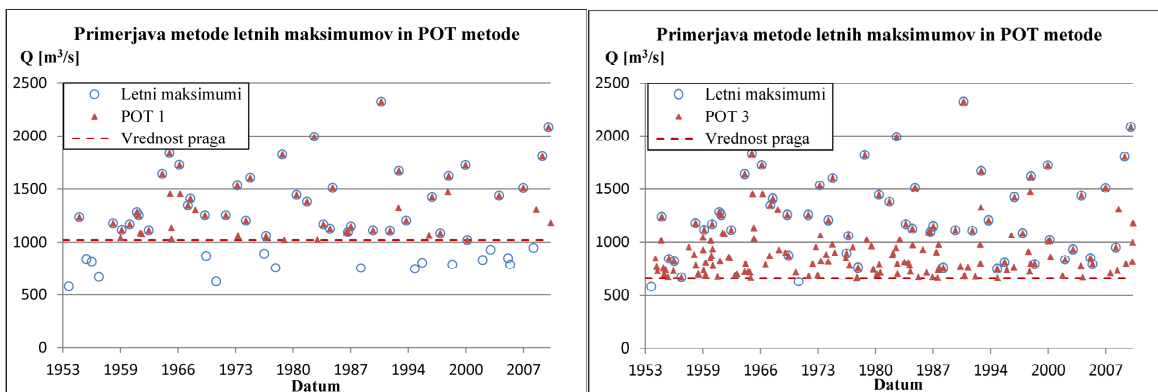 Primerjava metode letnih maksimumov in POT metode
Q [m³/s]
2500
2000
1500
1000
500
0
Letni maksimumi
POT 1
Vrednost praga
1953 1959 1966 1973 1980 1987 1994 2000 2007
Datum
Primerjava metode letnih maksimumov in POT metode
Q [m³/s]
2500
2000
1500
1000
500
0
Letni maksimumi
POT 3
Vrednost praga
1953 1959 1966 1973 1980 1987 1994 2000 2007
Datum